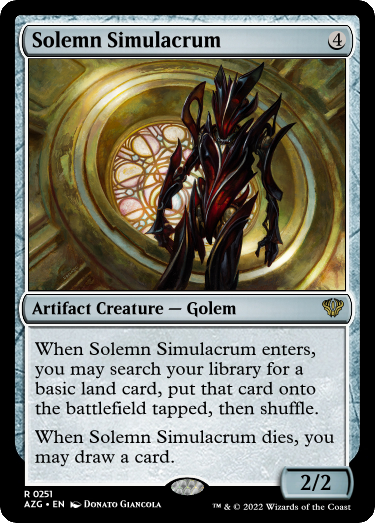 Solemn Simulacrum 4
Artifact Creature — Golem
When Solemn Simulacrum enters,
you may search your library for a
basic land card, put that card onto
the battlefield tapped, then shuffle.
When Solemn Simulacrum dies, you
may draw a card.
2/2
R 0251
AZG • EN Donato Giancola
™ & © 2022 Wizards of the Coast